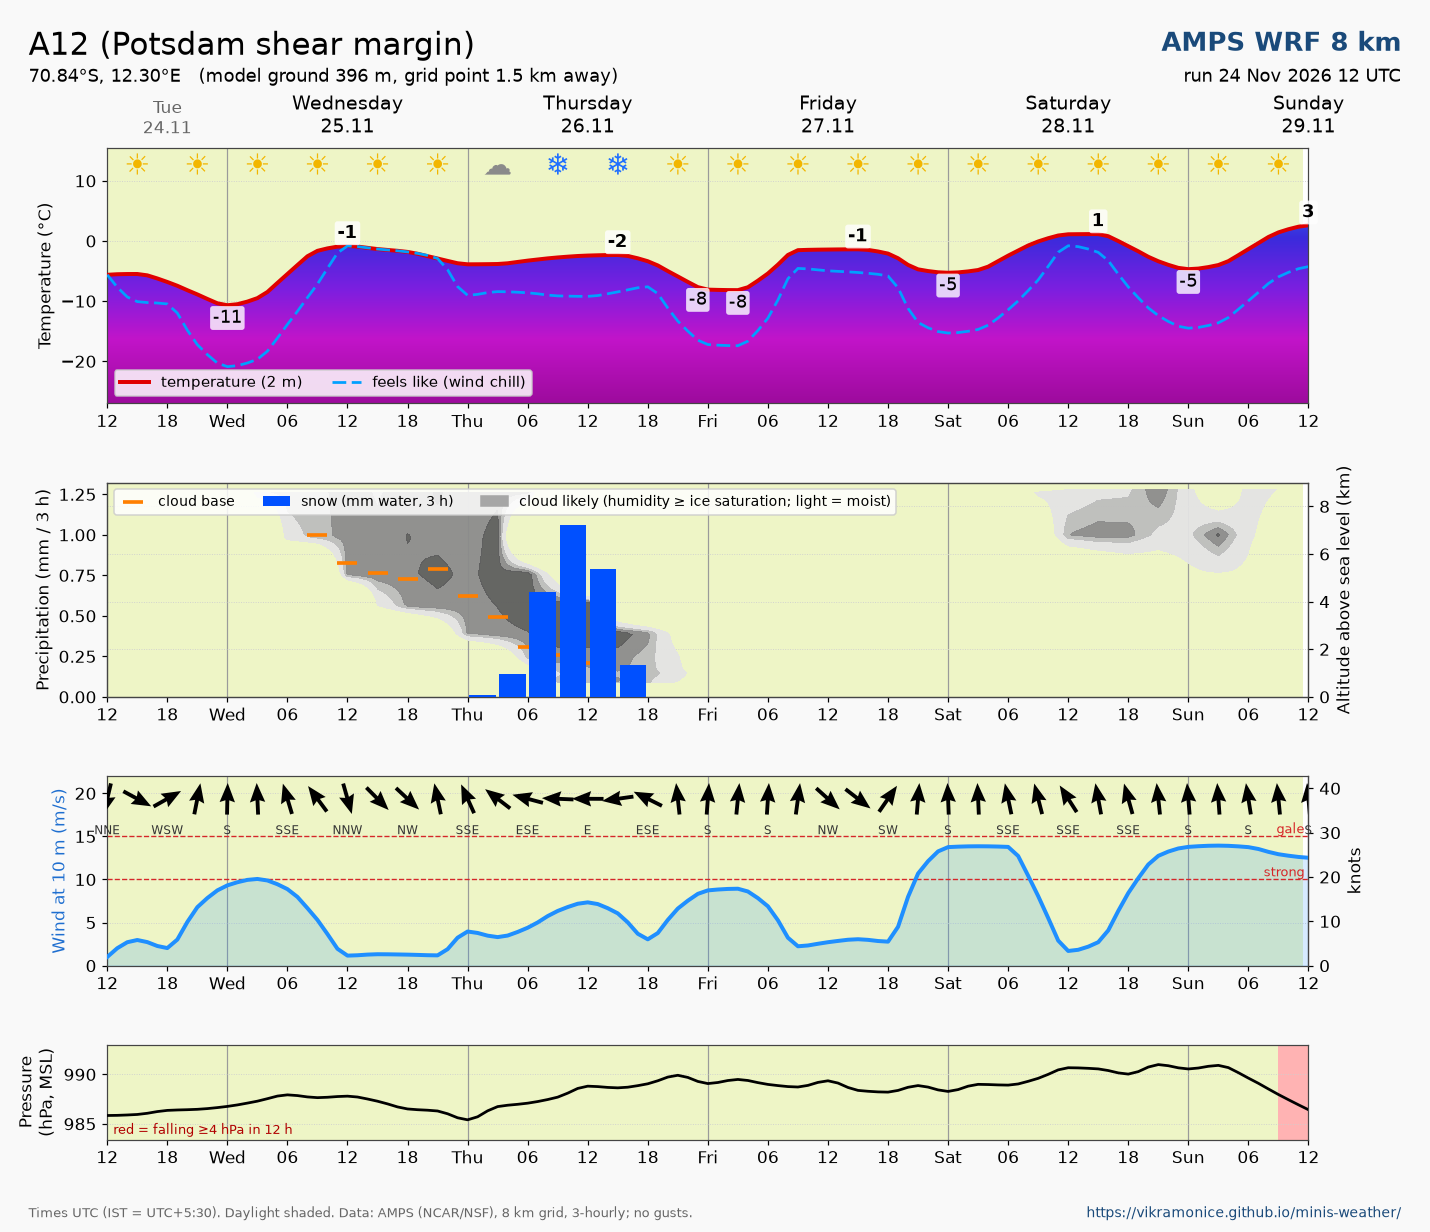 A12 (Potsdam shear margin)
AMPS WRF 8 km
70.84°S, 12.30°E (model ground 396 m, grid point 1.5 km away)
run 24 Nov 2026 12 UTC
Tue
24.11
Wednesday
25.11
Thursday
26.11
Friday
27.11
Saturday
28.11
Sunday
29.11
Temperature (°C)
10
0
−10
−20
-11
-1
-2
-8
-8
-1
-5
1
-5
3
temperature (2 m)
feels like (wind chill)
12 18 Wed 06 12 18 Thu 06 12 18 Fri 06 12 18 Sat 06 12 18 Sun 06 12
Precipitation (mm / 3 h)
1.25
1.00
0.75
0.50
0.25
0.00
cloud base
snow (mm water, 3 h)
cloud likely (humidity ≥ ice saturation; light = moist)
8
6
4
2
0
Altitude above sea level (km)
12 18 Wed 06 12 18 Thu 06 12 18 Fri 06 12 18 Sat 06 12 18 Sun 06 12
Wind at 10 m (m/s)
20
15
10
5
0
NNE WSW S SSE NNW NW SSE ESE E ESE S S NW SW S SSE SSE SSE S S S
gale
strong
40
30
20
10
0
knots
12 18 Wed 06 12 18 Thu 06 12 18 Fri 06 12 18 Sat 06 12 18 Sun 06 12
Pressure
(hPa, MSL)
990
985
red = falling ≥4 hPa in 12 h
12 18 Wed 06 12 18 Thu 06 12 18 Fri 06 12 18 Sat 06 12 18 Sun 06 12
Times UTC (IST = UTC+5:30). Daylight shaded. Data: AMPS (NCAR/NSF), 8 km grid, 3-hourly; no gusts.
https://vikramonice.github.io/minis-weather/